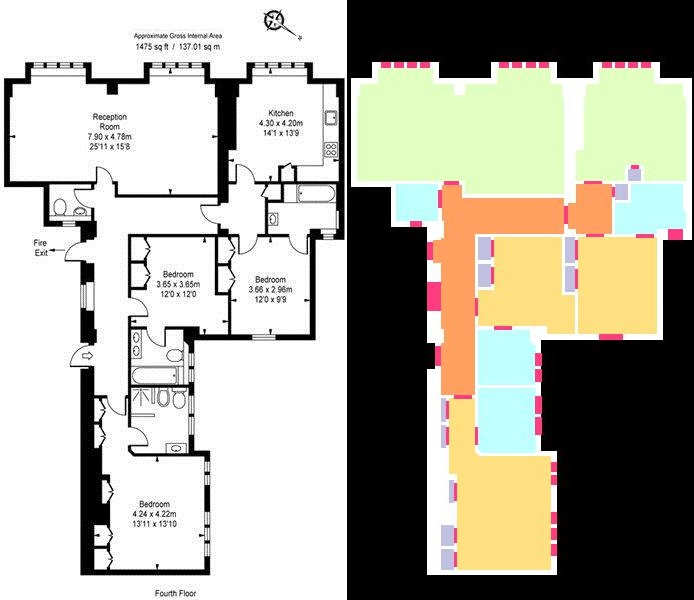 N
Approximate Gross Internal Area
1475 sq ft / 137.01 sq m
Reception
Room
7.90 x 4.78m
25'11 x 15'8
Kitchen
4.30 x 4.20m
14'1 x 13'9
Fire
Exit
Bedroom
3.65 x 3.65m
12'0 x 12'0
Bedroom
3.66 x 2.96m
12'0 x 9'9
Bedroom
4.24 x 4.22m
13'11 x 13'10
Fourth Floor